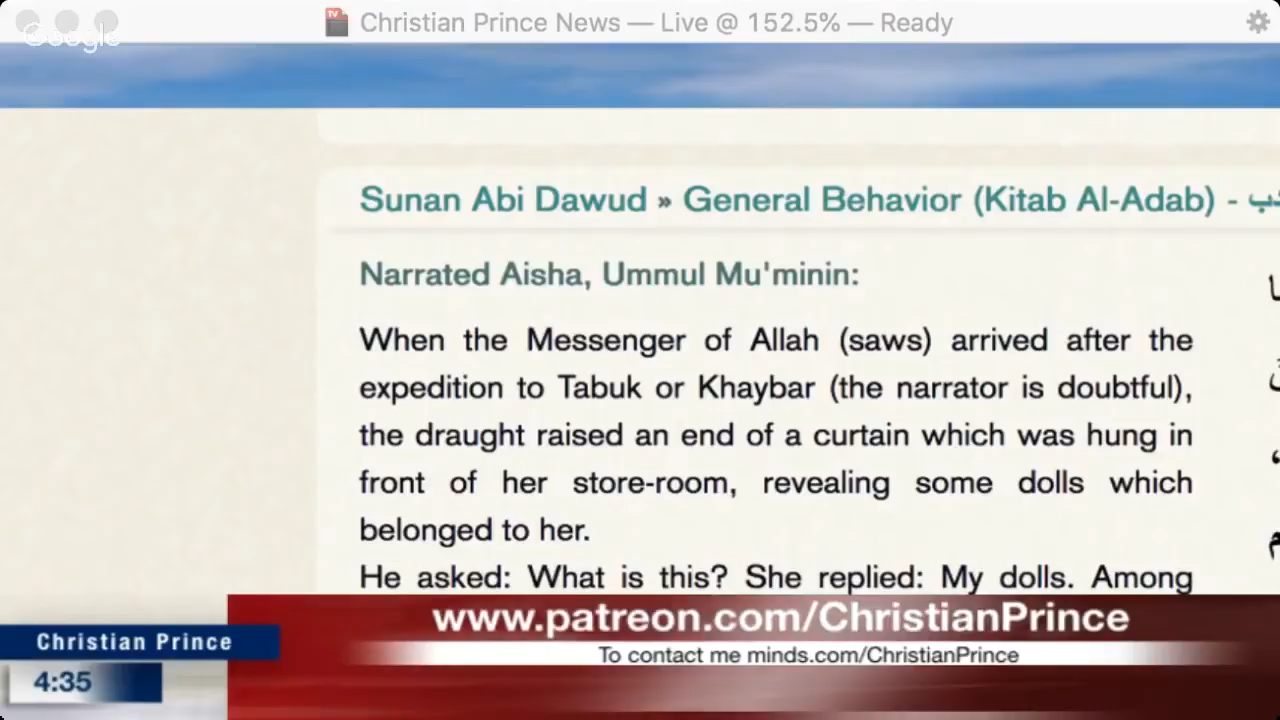 Christian Prince News — Live @ 152.5% — Ready
Google
Sunan Abi Dawud » General Behavior (Kitab Al-Adab) -
Narrated Aisha, Ummul Mu'minin:
When the Messenger of Allah (saws) arrived after the
expedition to Tabuk or Khaybar (the narrator is doubtful),
the draught raised an end of a curtain which was hung in
front of her store-room, revealing some dolls which
belonged to her.
He asked: What is this? She replied: My dolls. Among
www.patreon.com/ChristianPrince
To contact me minds.com/ChristianPrince
Christian Prince
4:35